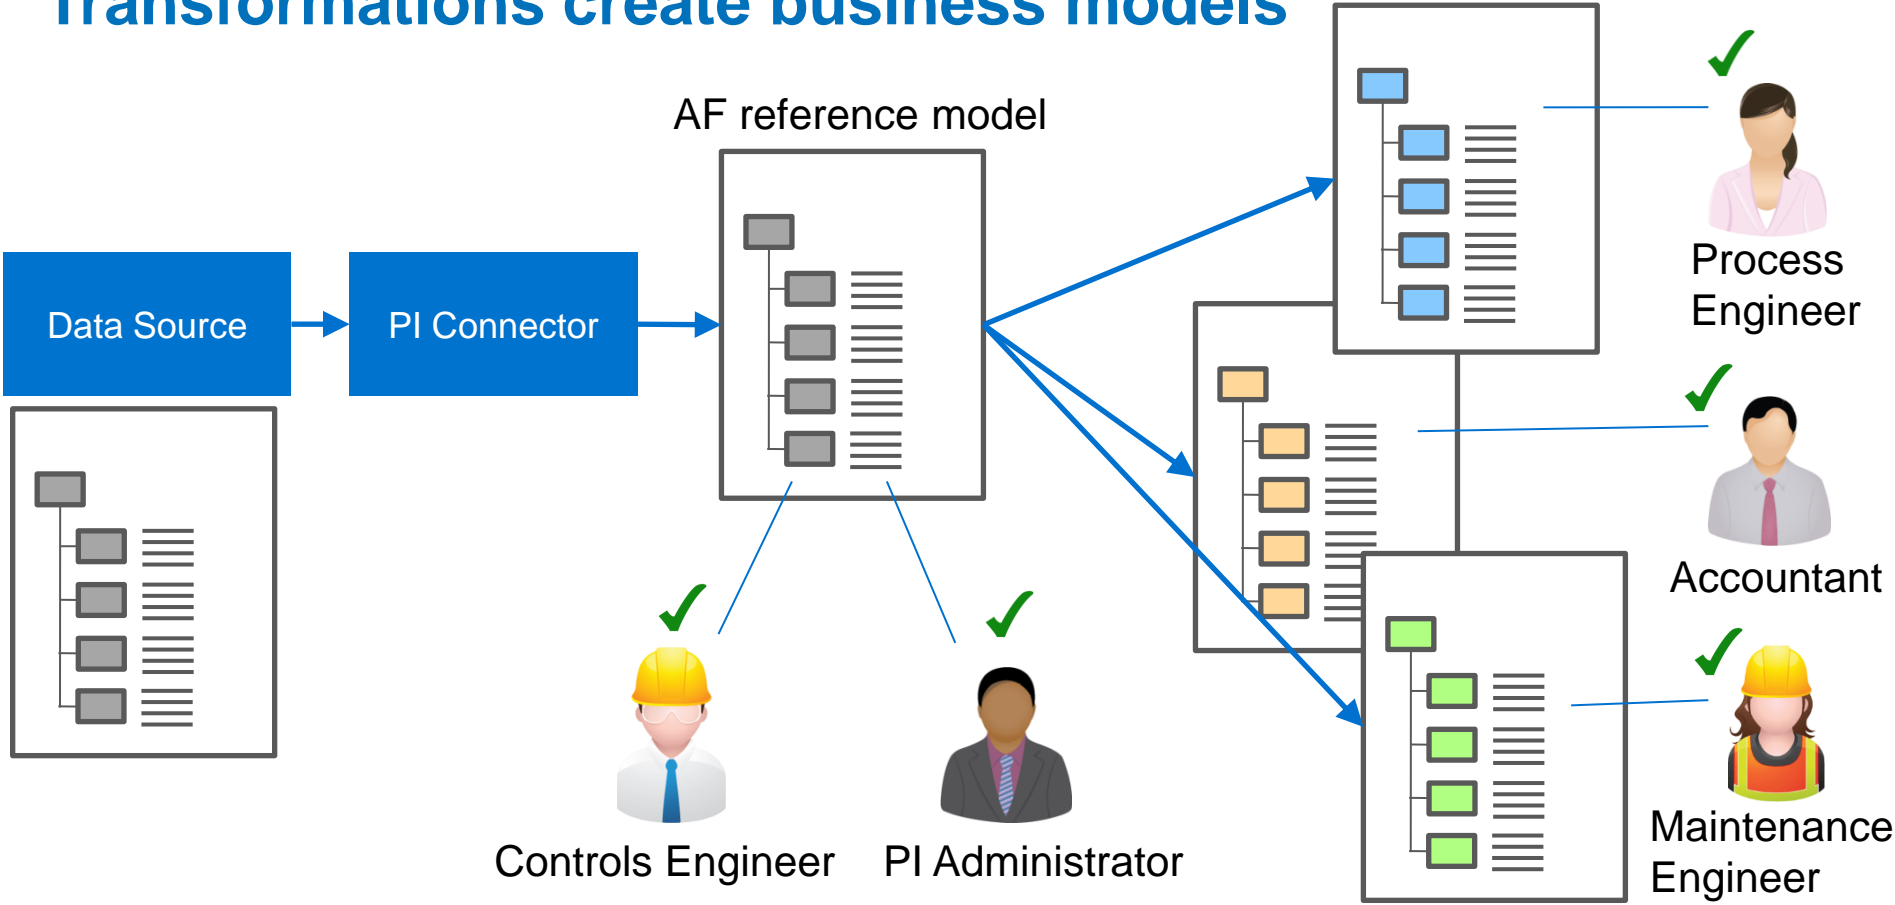 Transformations create business models
AF reference model
Data Source
PI Connector
Process
Engineer
Accountant
Controls Engineer
PI Administrator
Maintenance
Engineer